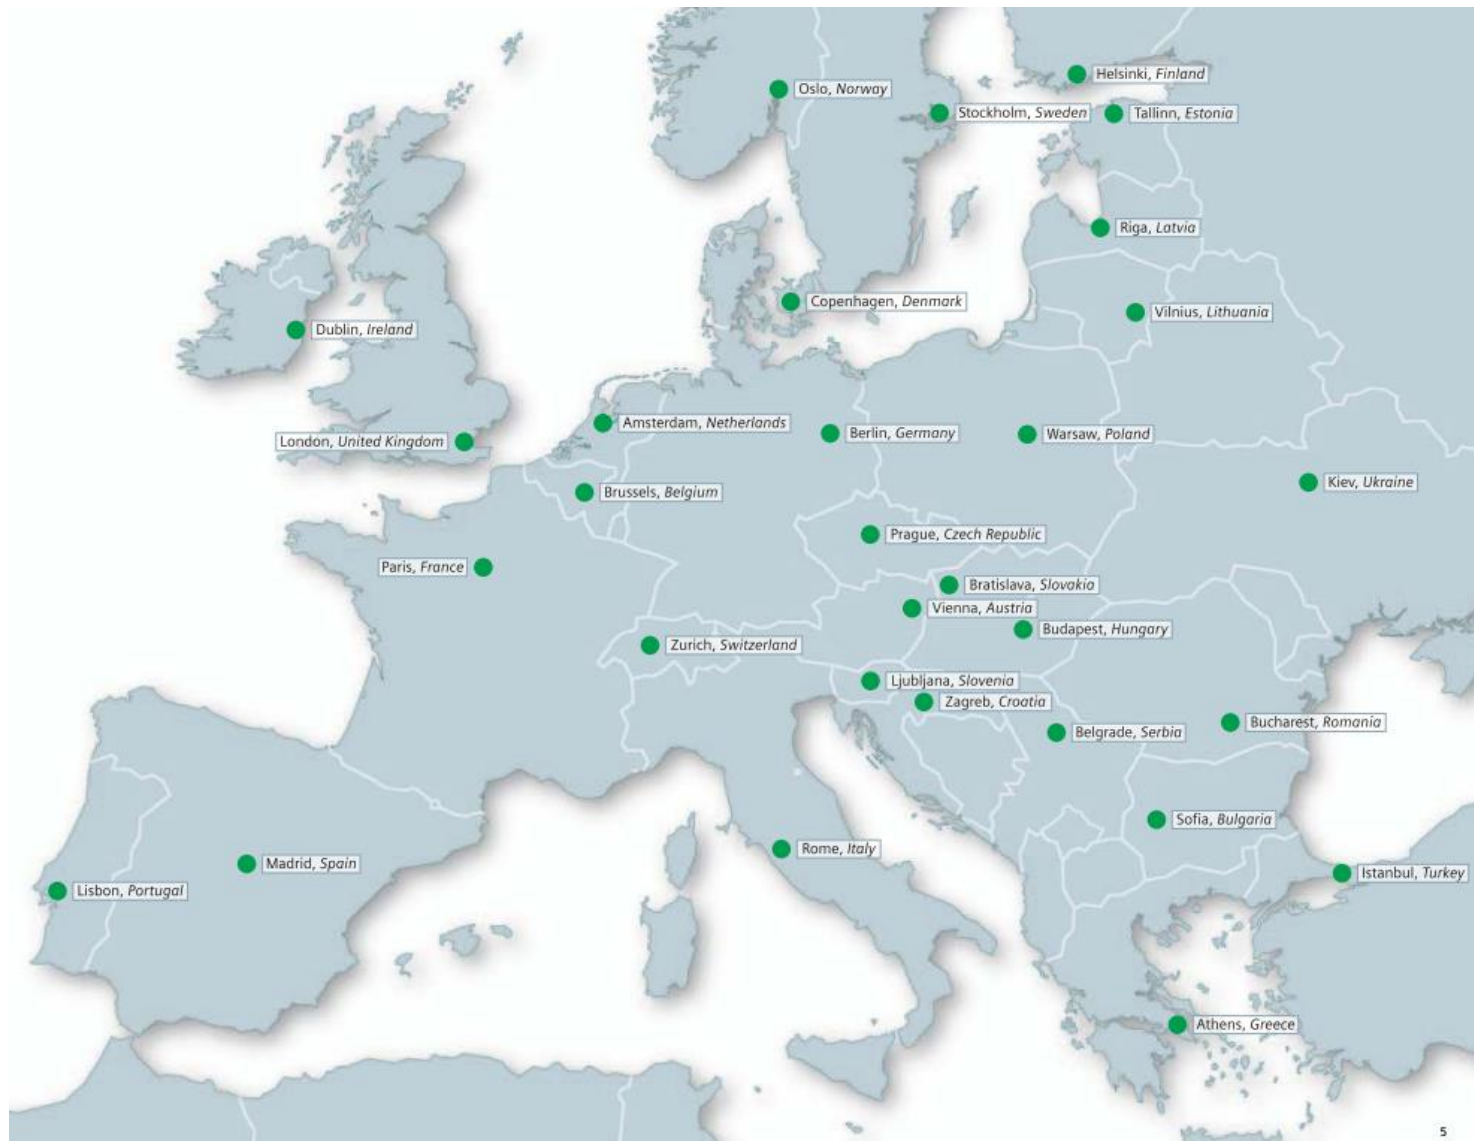 Helsinki, Finland
Oslo, Norway
Stockholm, Sweden
Tallinn, Estonia
Riga, Latvia
Copenhagen, Denmark
Vilnius, Lithuania
Dublin, Ireland
Amsterdam, Netherlands
Berlin, Germany
Warsaw, Poland
London, United Kingdom
Kiev, Ukraine
Brussels, Belgium
Prague, Czech Republic
Paris, France
Bratislava, Slovakia
Vienna, Austria
Budapest, Hungary
Zurich, Switzerland
Ljubljana, Slovenia
Zagreb, Croatia
Bucharest, Romania
Belgrade, Serbia
Sofia, Bulgaria
Rome, Italy
Madrid, Spain
Istanbul, Turkey
Lisbon, Portugal
Athens, Greece
5